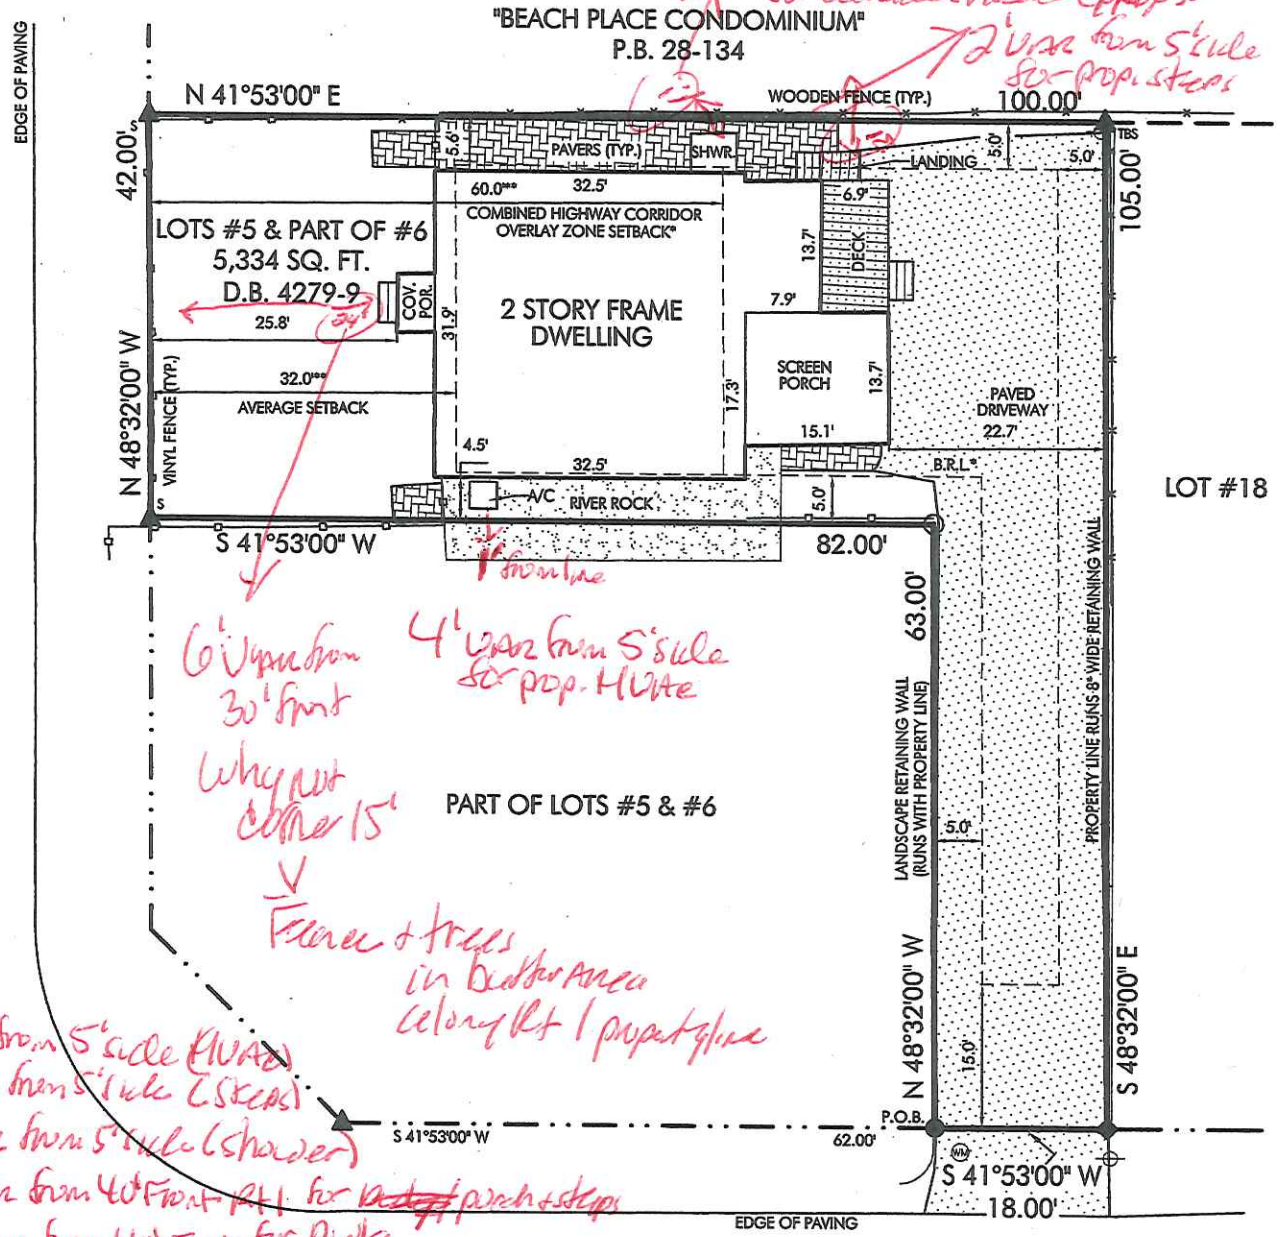 "BEACH PLACE CONDOMINIUM"
P.B. 28-134
2' VAR from 5' side
for prop. steps
EDGE OF PAVING
N 41°53'00" E
WOODEN FENCE (TYP.)
100.00'
S
TBS
42.00'
5.6'
PAVERS (TYP.)
SHWR.
LANDING
5.0'
5.0'
105.00'
60.0'***
32.5'
6.9'
COMBINED HIGHWAY CORRIDOR
OVERLAY ZONE SETBACK*
LOTS #5 & PART OF #6
5,334 SQ. FT.
D.B. 4279-9
13.7'
DECK
COV.
POR.
24'
25.8'
31.9'
2 STORY FRAME
DWELLING
7.9'
N 48°32'00" W
VINYL FENCE (TYP.)
32.0'**
AVERAGE SETBACK
SCREEN
PORCH
13.7'
17.3'
PAVED
DRIVEWAY
22.7'
15.1'
4.5'
32.5'
B.R.L.*
LOT #18
S
A/C
RIVER ROCK
5.0'
S 41°53'00" W
82.00'
1' from line
63.00'
6' VAR from
30' front
4' VAR from 5' side
for prop. HVAC
Why not
corner 15'
PART OF LOTS #5 & #6
LANDSCAPE RETAINING WALL
(RUNS WITH PROPERTY LINE)
PROPERTY LINE RUNS 8" WIDE RETAINING WALL
5.0'
Fence + trees
in buffer area
along Rt 1 property line
N 48°32'00" W
S 48°32'00" E
15.0'
from 5' side (HVAC)
from 5' side (steps)
from 5' side (shower)
from 40' Front Rt 1 for porch + steps
S 41°53'00" W
62.00'
P.O.B.
WM
S 41°53'00" W
18.00'
EDGE OF PAVING